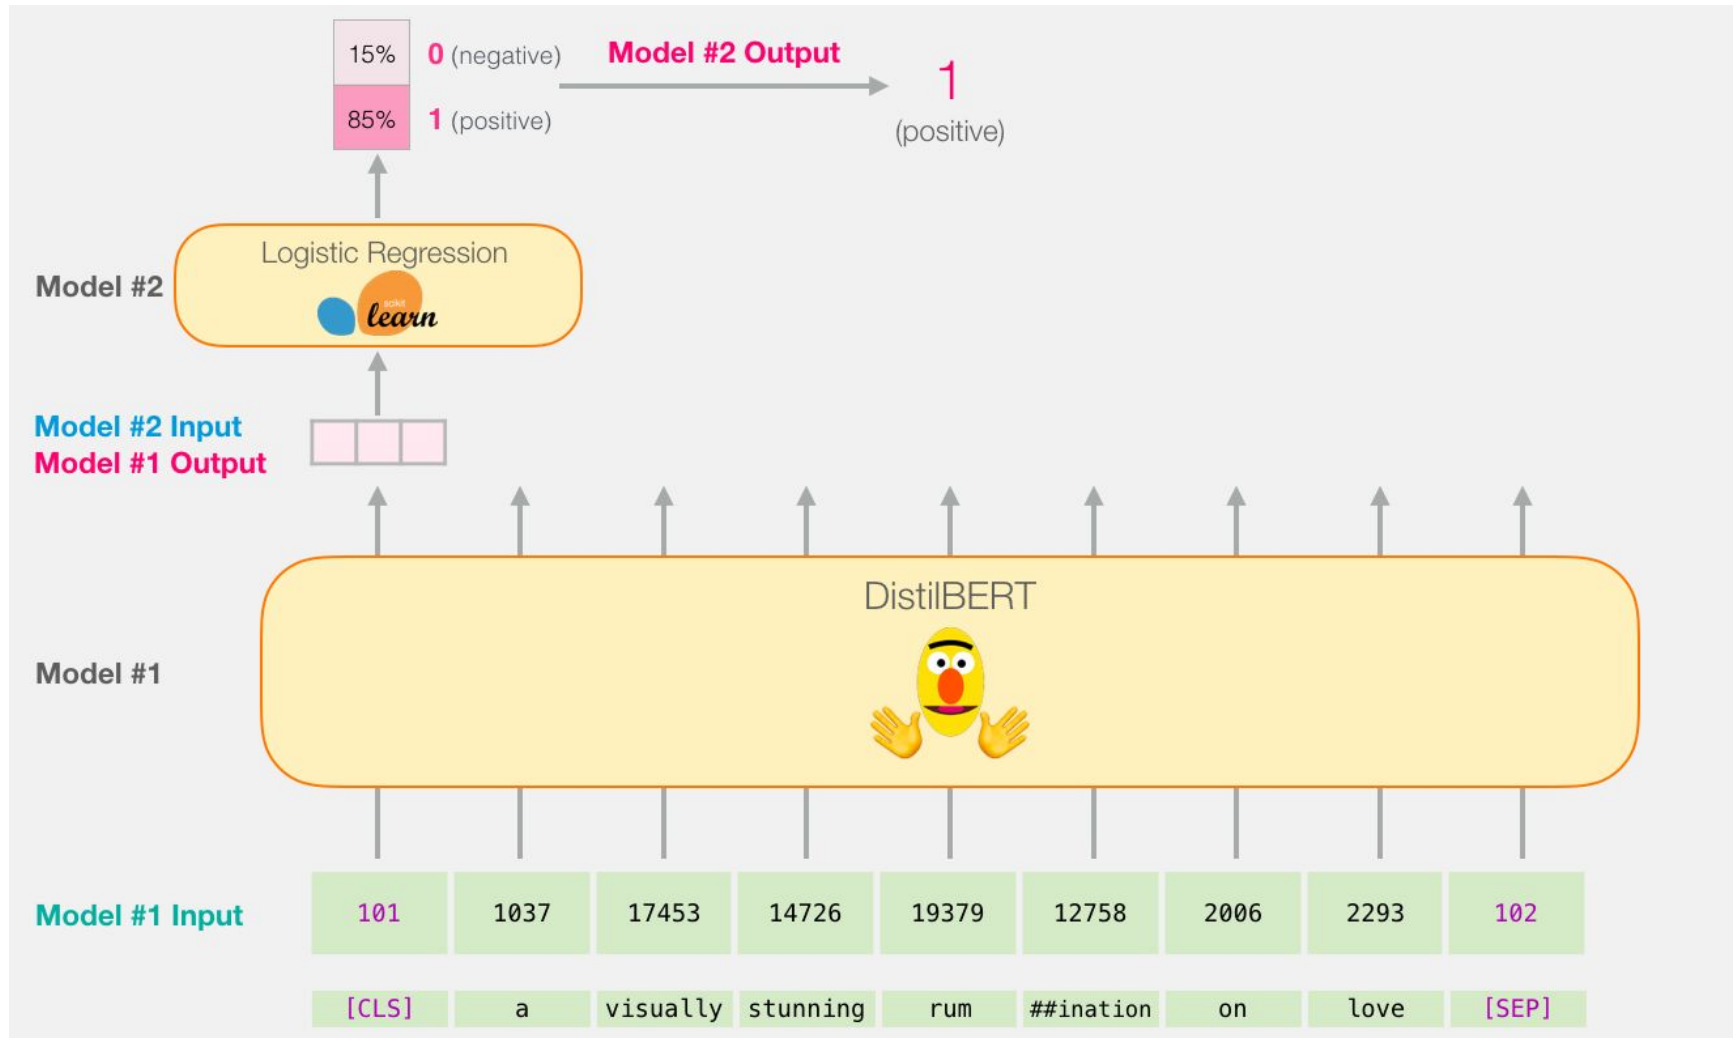 15% 0 (negative) Model #2 Output 1
85% 1 (positive) (positive)
Logistic Regression
Model #2
scikit
learn
Model #2 Input
Model #1 Output
DistilBERT
Model #1
Model #1 Input 101 1037 17453 14726 19379 12758 2006 2293 102
[CLS] a visually stunning rum ##ination on love [SEP]